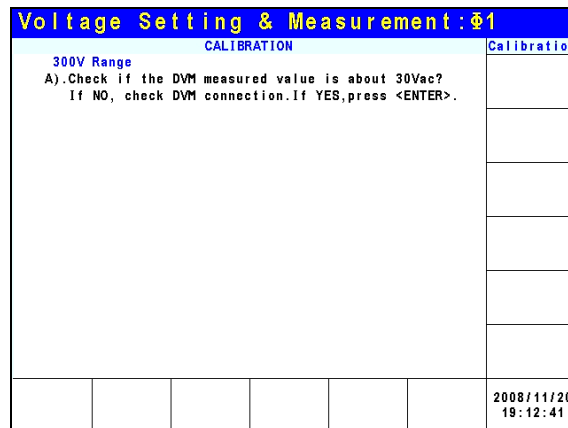 Voltage Setting & Measurement:Φ1
CALIBRATION
Calibratio
300V Range
A).Check if the DVM measured value is about 30Vac?
If NO, check DVM connection.If YES,press <ENTER>.
2008/11/20
19:12:41